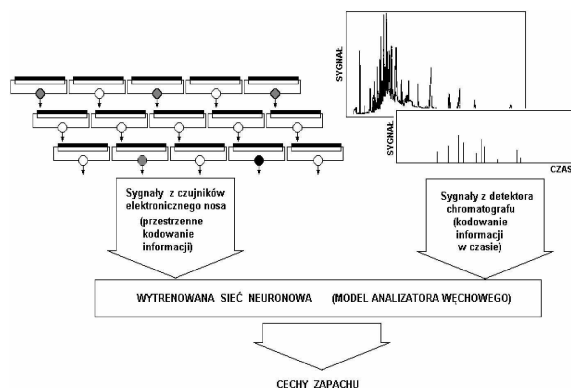 SYGNAŁ
SYGNAŁ
CZAS
Sygnały z czujników
elektronicznego nosa
(przestrzenne
kodowanie
informacji)
Sygnały z detektora
chromatografu
(kodowanie
informacji
w czasie)
WYTRENOWANA SIEĆ NEURONOWA (MODEL ANALIZATORA WĘCHOWEGO)
CECHY ZAPACHU